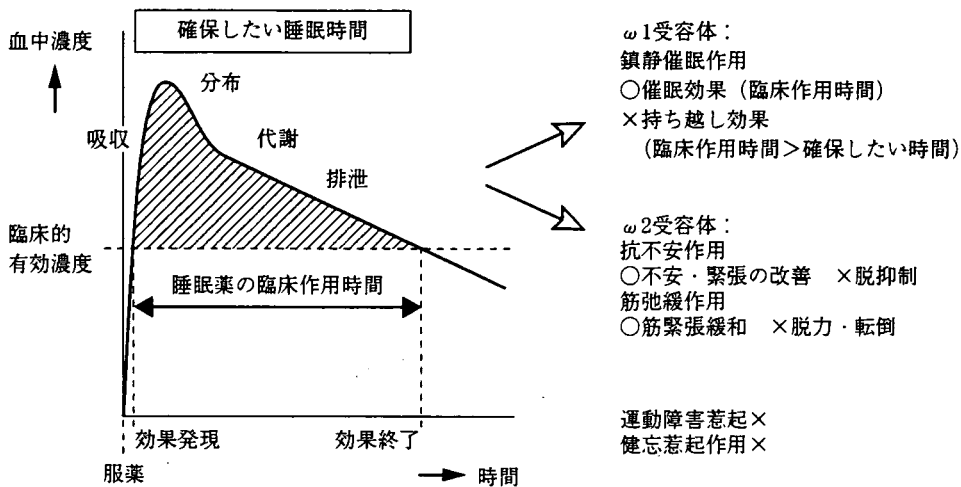 確保したい睡眠時間
血中濃度
分布
吸収
代謝
排泄
臨床的
有効濃度
睡眠薬の臨床作用時間
効果発現
効果終了
服薬
時間
ω1受容体:
鎮静催眠作用
○催眠効果(臨床作用時間)
×持ち越し効果
(臨床作用時間>確保したい時間)
ω2受容体:
抗不安作用
○不安・緊張の改善 ×脱抑制
筋弛緩作用
○筋緊張緩和 ×脱力・転倒
運動障害惹起×
健忘惹起作用×